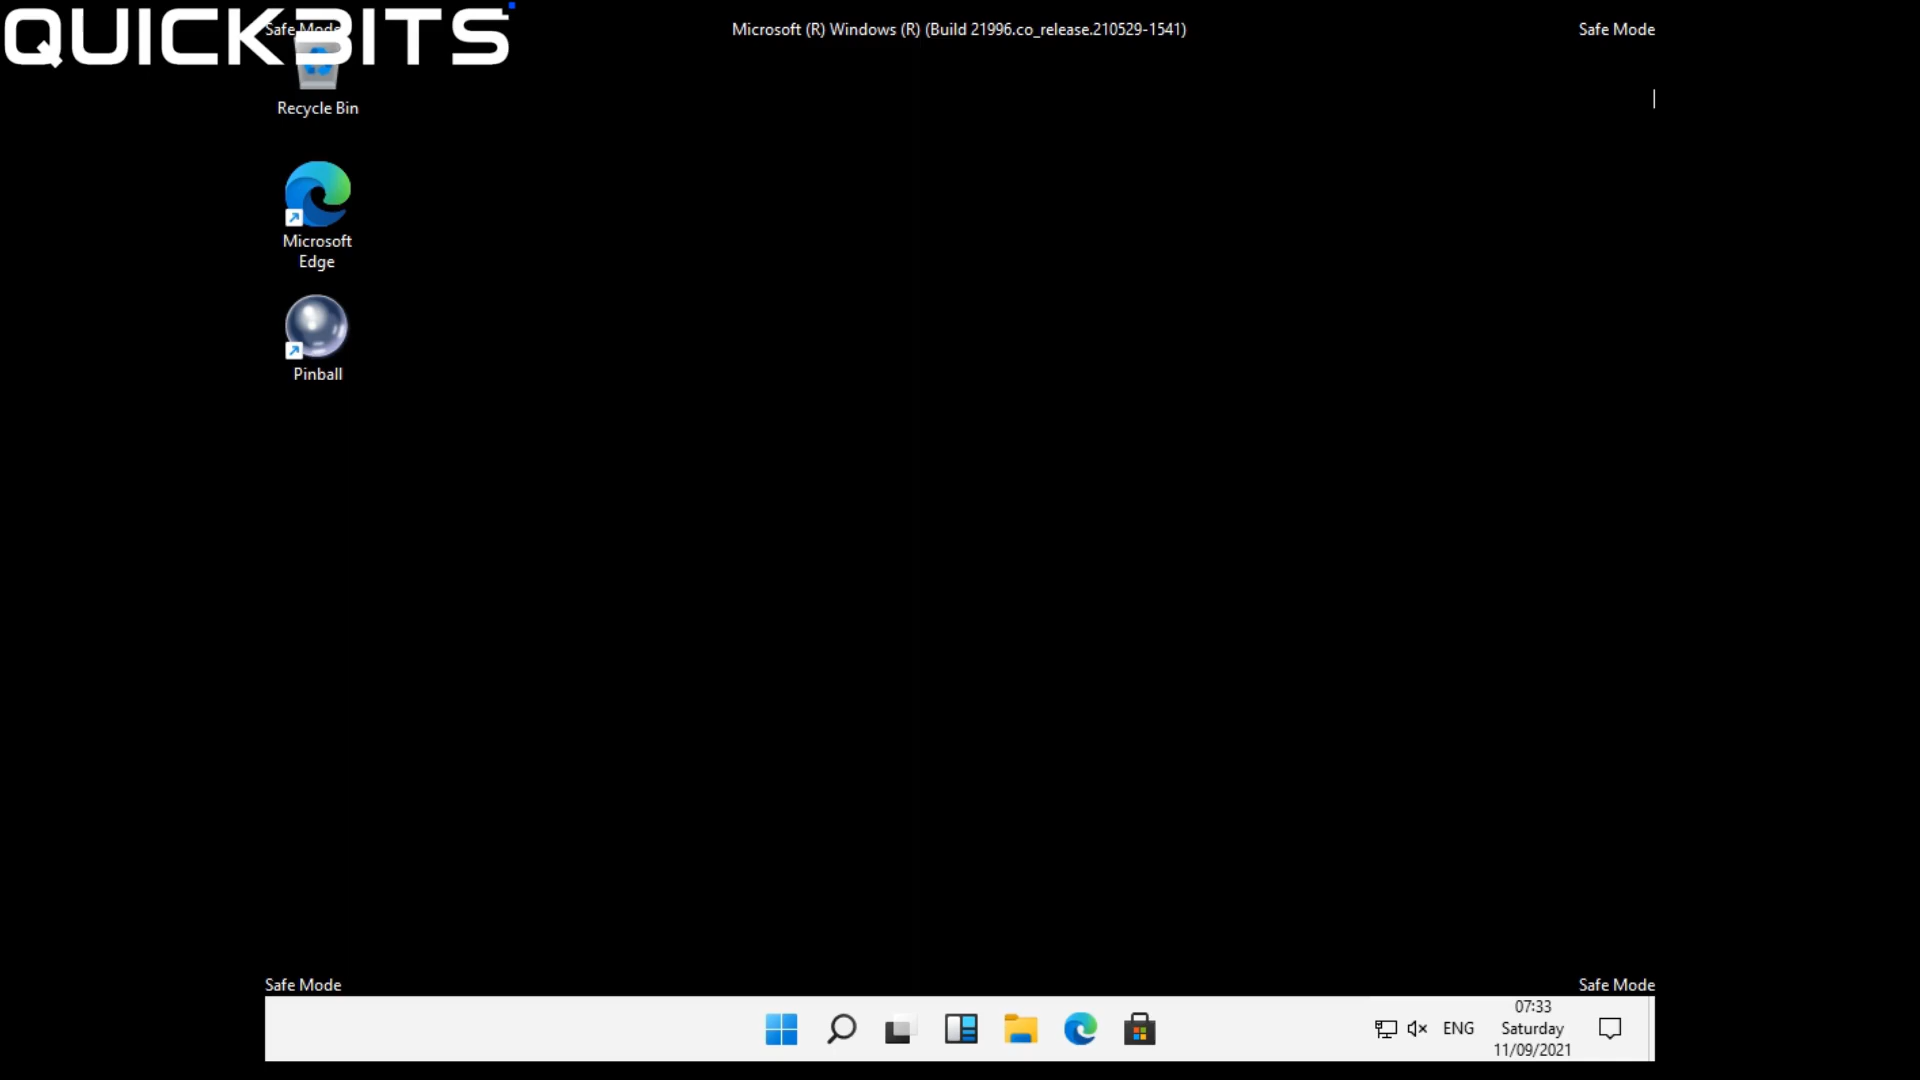 QUICKBITS
Safe Mode
Microsoft (R) Windows (R) (Build 21996.co_release.210529-1541)
Safe Mode
Recycle Bin
Microsoft
Edge
Pinball
Safe Mode
Safe Mode
ENG
07:33
Saturday
11/09/2021